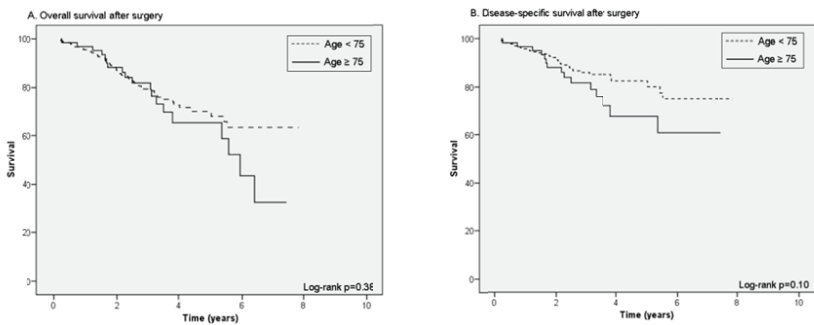 A. Overall survival after surgery
Age < 75
Age ≥ 75
100
80
60
40
20
0
Survival
Log-rank p=0.36
0 2 4 6 8 10
Time (years)
B. Disease-specific survival after surgery
Age < 75
Age ≥ 75
100
80
60
40
20
0
Survival
Log-rank p=0.10
0 2 4 6 8 10
Time (years)